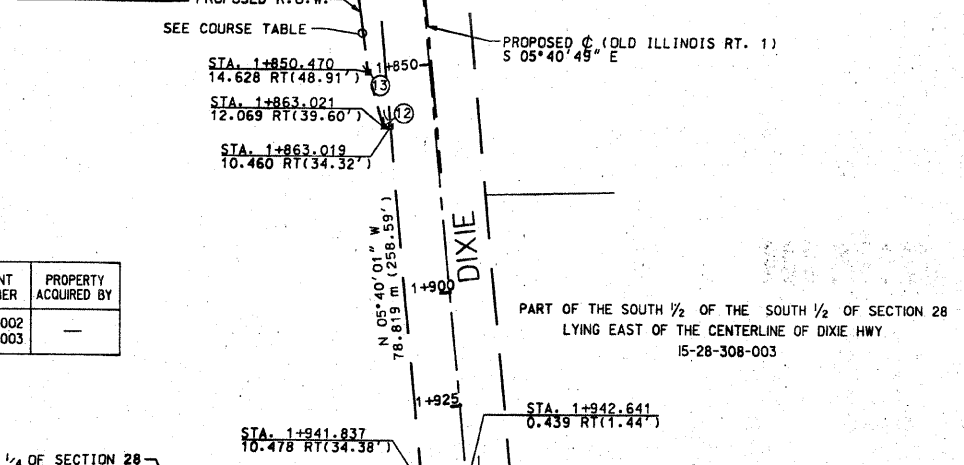 PROPOSED R.O.W.
SEE COURSE TABLE
PROPOSED ℄ (OLD ILLINOIS RT. 1)
S 05°40'49" E
STA. 1+850.470
14.628 RT(48.91')
1+850
13
STA. 1+863.021
12.069 RT(39.60')
12
STA. 1+863.019
10.460 RT(34.32')
N 05°40'01" W
78.819 m (258.59')
DIXIE
1+900
NT PROPERTY
BER ACQUIRED BY
002 —
003
PART OF THE SOUTH 1/2 OF THE SOUTH 1/2 OF SECTION 28
LYING EAST OF THE CENTERLINE OF DIXIE HWY
15-28-308-003
1+925
STA. 1+942.641
0.439 RT(1.44')
STA. 1+941.837
10.478 RT(34.38')
1/4 OF SECTION 28